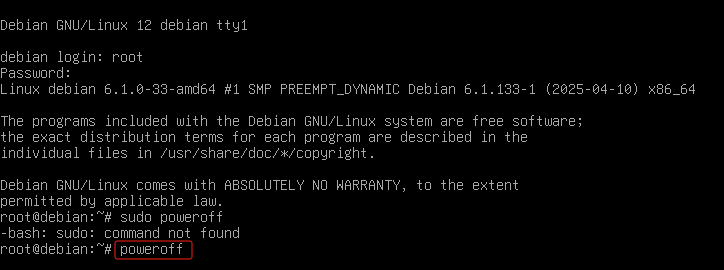 Debian GNU/Linux 12 debian tty1
debian login: root
Password:
Linux debian 6.1.0-33-amd64 #1 SMP PREEMPT_DYNAMIC Debian 6.1.133-1 (2025-04-10) x86_64
The programs included with the Debian GNU/Linux system are free software;
the exact distribution terms for each program are described in the
individual files in /usr/share/doc/*/copyright.
Debian GNU/Linux comes with ABSOLUTELY NO WARRANTY, to the extent
permitted by applicable law.
root@debian:~# sudo poweroff
-bash: sudo: command not found
root@debian:~# poweroff